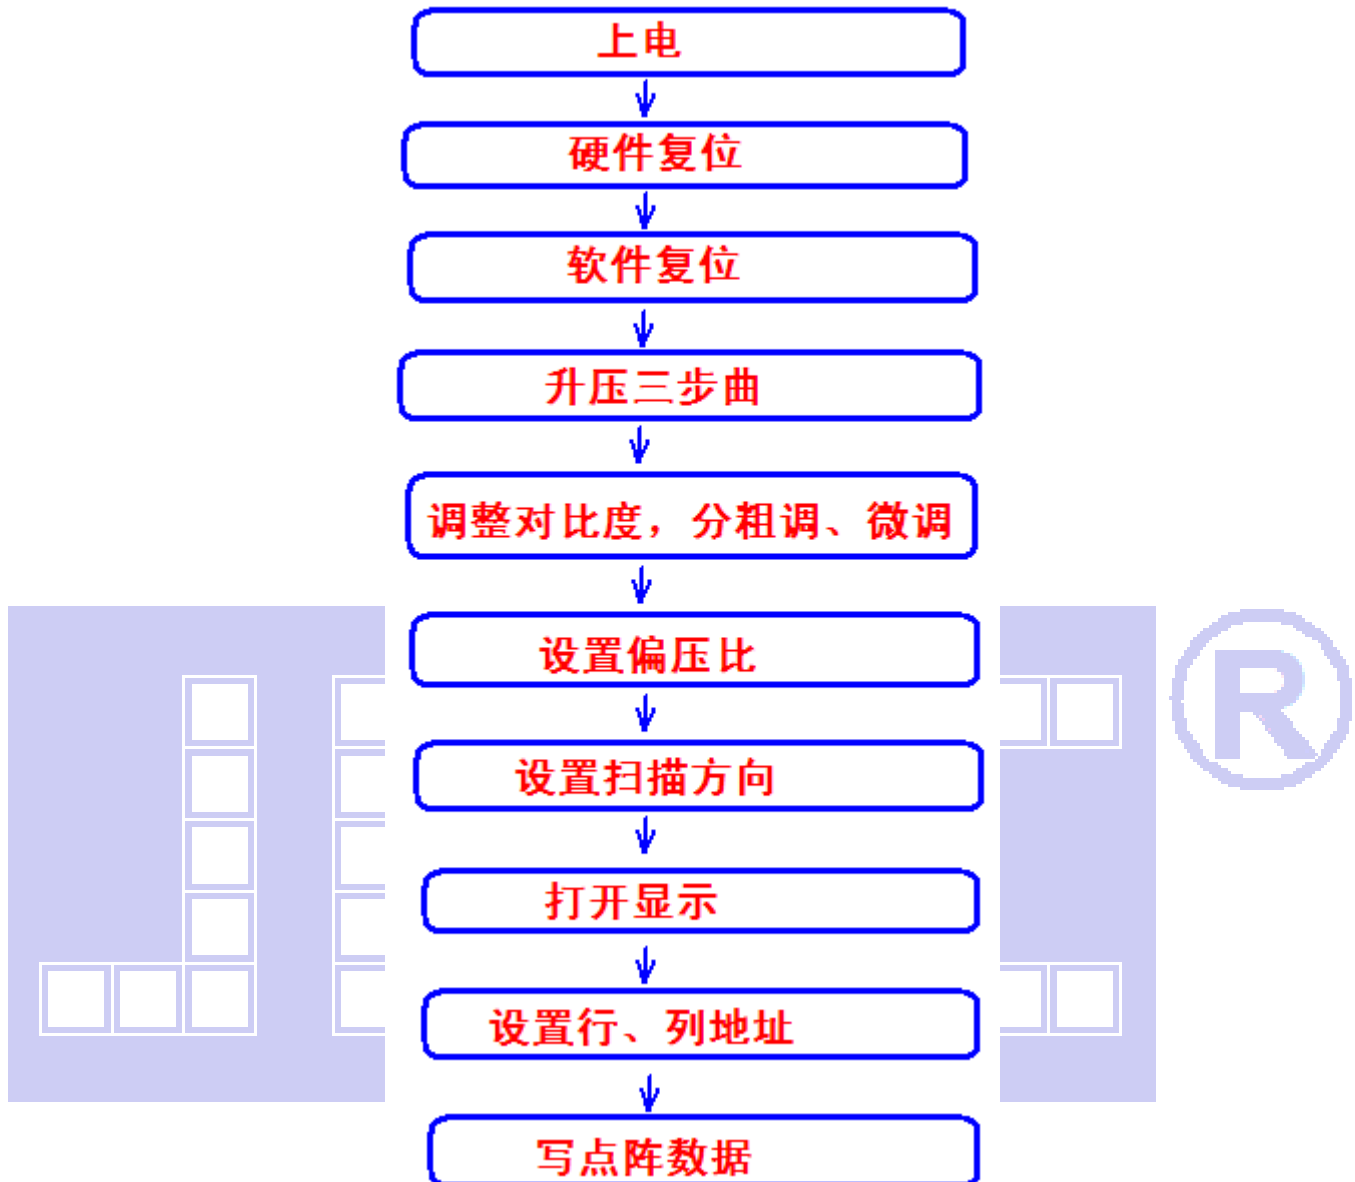 上电
硬件复位
软件复位
升压三步曲
调整对比度，分粗调、微调
设置偏压比
设置扫描方向
打开显示
设置行、列地址
写点阵数据
®